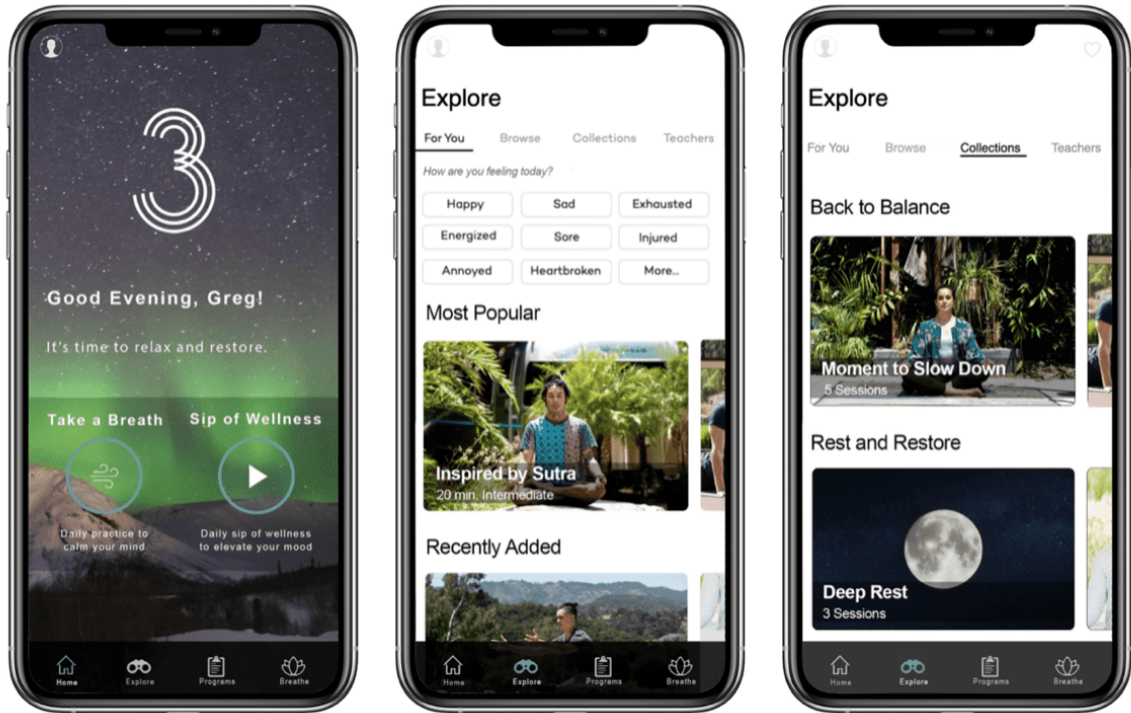 3
Good Evening, Greg!
It's time to relax and restore.
Take a Breath
Sip of Wellness
Daily practice to
calm your mind
Daily sip of wellness
to elevate your mood
Home
Explore
Programs
Breathe
Explore
For You
Browse
Collections
Teachers
How are you feeling today?
Happy
Sad
Exhausted
Energized
Sore
Injured
Annoyed
Heartbroken
More...
Most Popular
Inspired by Sutra
20 min, Intermediate
Recently Added
Home
Explore
Programs
Breathe
Explore
For You
Browse
Collections
Teachers
Back to Balance
Moment to Slow Down
5 Sessions
Rest and Restore
Deep Rest
3 Sessions
Home
Explore
Programs
Breathe